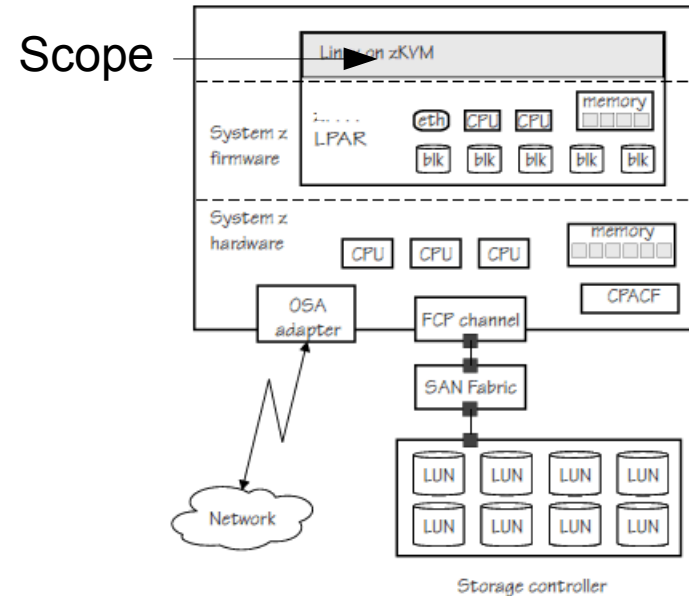 Scope
Linux on zKVM
System z
firmware
LPAR
eth
CPU
CPU
memory
blk
blk
blk
blk
blk
System z
hardware
CPU
CPU
CPU
memory
CPACF
OSA
adapter
FCP channel
SAN Fabric
Network
LUN
LUN
LUN
LUN
LUN
LUN
LUN
LUN
Storage controller